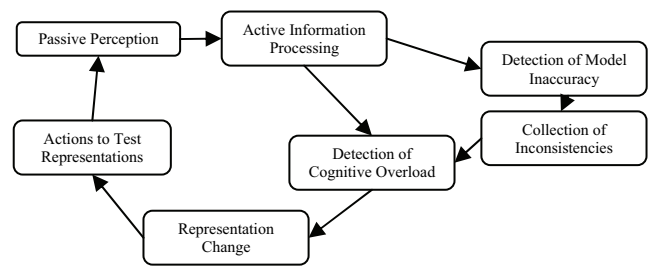 Passive Perception
Active Information
Processing
Detection of Model
Inaccuracy
Collection of
Inconsistencies
Detection of
Cognitive Overload
Representation
Change
Actions to Test
Representations